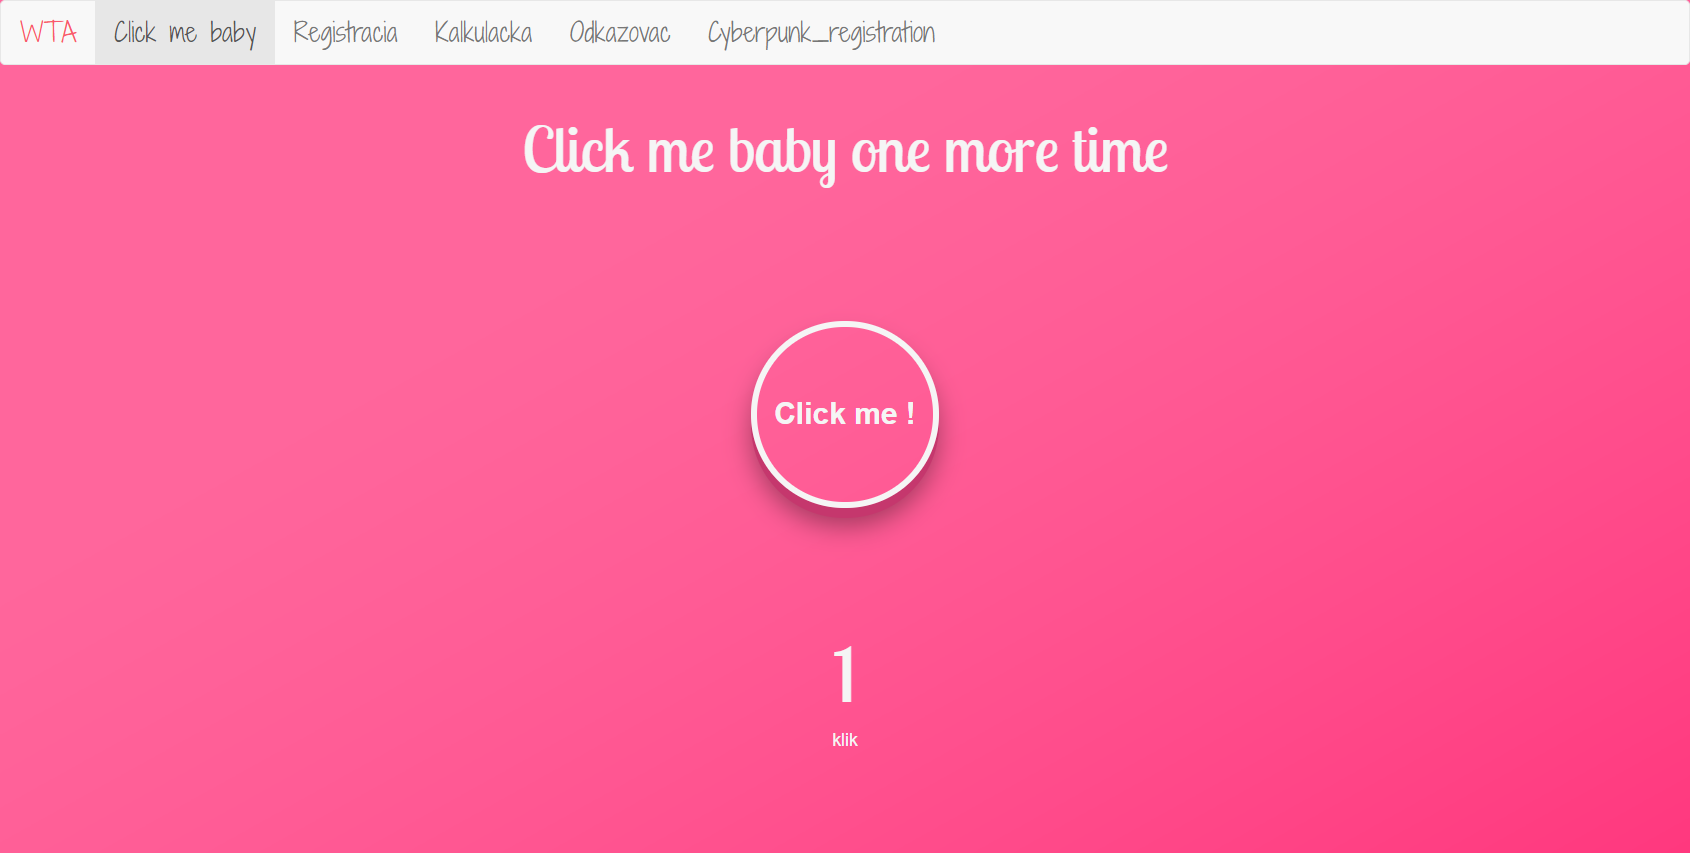 WTA Click me baby Registracia Kalkulacka Odkazovac Cyberpunk_registration
Click me baby one more time
Click me !
1
klik